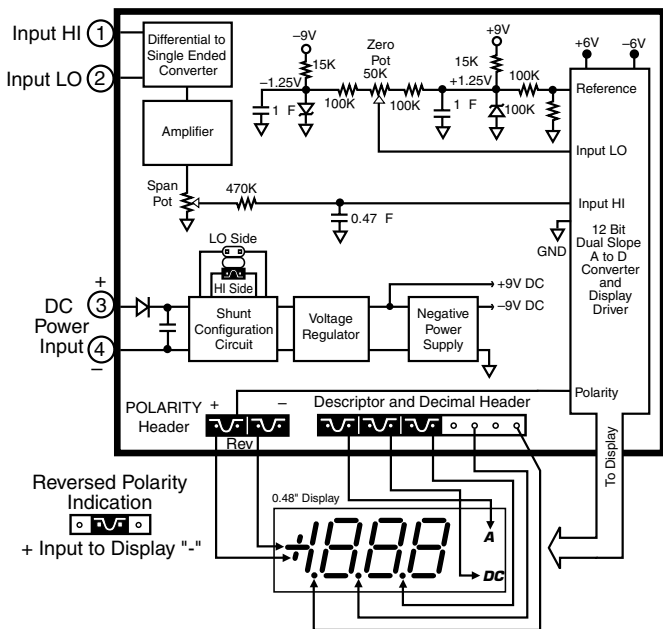 Input HI 1
Input LO 2
Differential to
Single Ended
Converter
Amplifier
Span
Pot
470K
0.47 F
–9V
15K
–1.25V
1 F
100K
Zero
Pot
50K
100K
+1.25V
1 F
+9V
15K
100K
100K
+6V
–6V
Reference
Input LO
Input HI
GND
12 Bit
Dual Slope
A to D
Converter
and
Display
Driver
Polarity
LO Side
HI Side
+
DC
Power
Input
–
3
4
Shunt
Configuration
Circuit
Voltage
Regulator
Negative
Power
Supply
+9V DC
–9V DC
POLARITY
Header
+
–
Rev
Descriptor and Decimal Header
To Display
Reversed Polarity
Indication
+ Input to Display "-"
0.48" Display
-1.8.8.8
A
DC